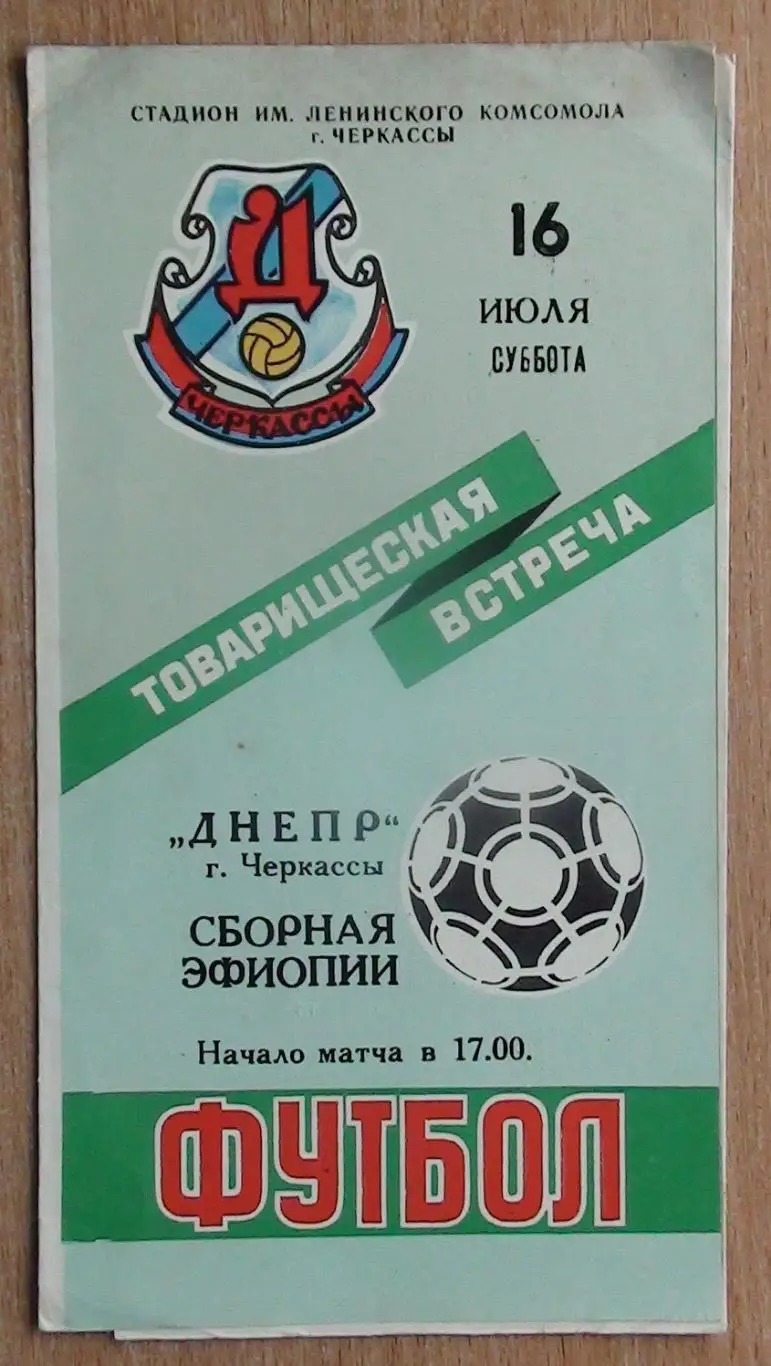 СТАДИОН ИМ. ЛЕНИНСКОГО КОМСОМОЛА
г. ЧЕРКАССЫ
Д
ЧЕРКАССЫ
16
ИЮЛЯ
СУББОТА
ТОВАРИЩЕСКАЯ
ВСТРЕЧА
„ДНЕПР“
г. Черкассы
СБОРНАЯ
ЭФИОПИИ
Начало матча в 17.00.
ФУТБОЛ